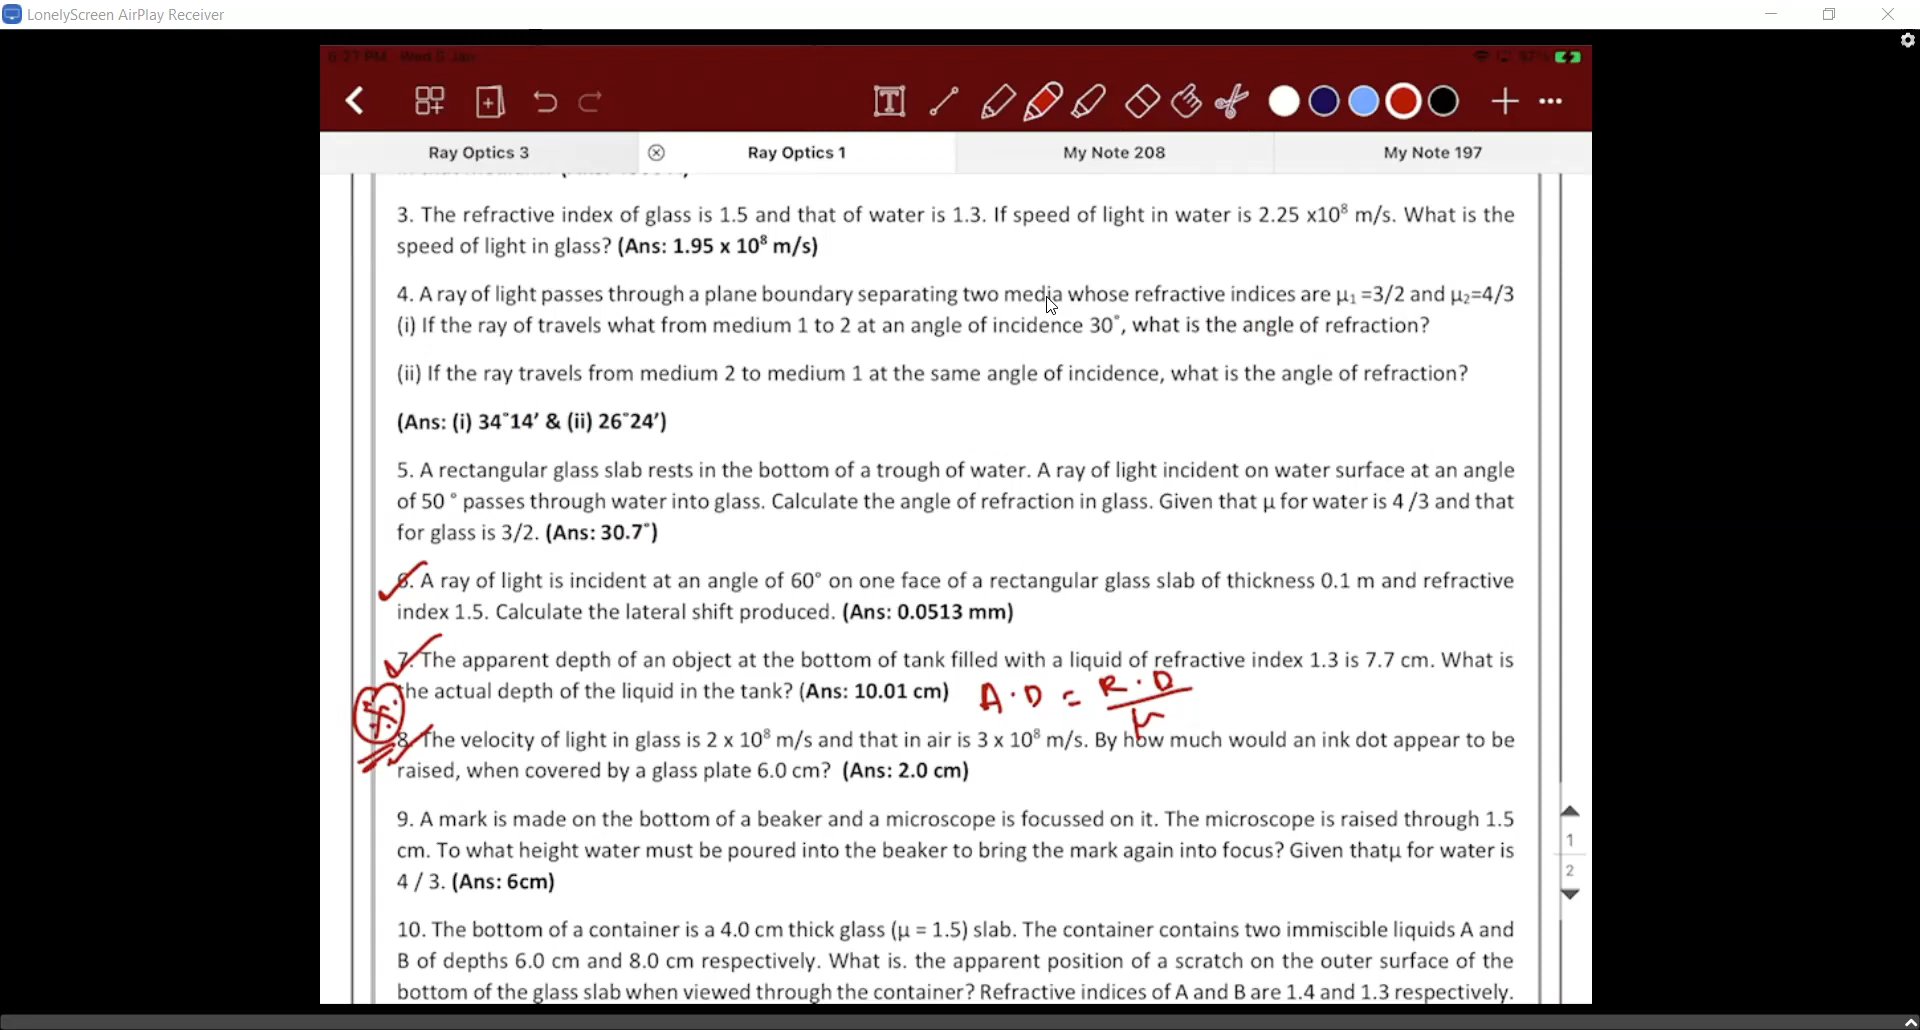 LonelyScreen AirPlay Receiver
6:27 PM Wed 5 Jan
Ray Optics 3
Ray Optics 1
My Note 208
My Note 197
3. The refractive index of glass is 1.5 and that of water is 1.3. If speed of light in water is 2.25 x10⁸ m/s. What is the
speed of light in glass? (Ans: 1.95 x 10⁸ m/s)
4. A ray of light passes through a plane boundary separating two media whose refractive indices are μ₁ =3/2 and μ₂=4/3
(i) If the ray of travels what from medium 1 to 2 at an angle of incidence 30°, what is the angle of refraction?
(ii) If the ray travels from medium 2 to medium 1 at the same angle of incidence, what is the angle of refraction?
(Ans: (i) 34°14’ & (ii) 26°24’)
5. A rectangular glass slab rests in the bottom of a trough of water. A ray of light incident on water surface at an angle
of 50 ° passes through water into glass. Calculate the angle of refraction in glass. Given that μ for water is 4 /3 and that
for glass is 3/2. (Ans: 30.7°)
6. A ray of light is incident at an angle of 60° on one face of a rectangular glass slab of thickness 0.1 m and refractive
index 1.5. Calculate the lateral shift produced. (Ans: 0.0513 mm)
7. The apparent depth of an object at the bottom of tank filled with a liquid of refractive index 1.3 is 7.7 cm. What is
the actual depth of the liquid in the tank? (Ans: 10.01 cm) A.D = R.D / μ
8. The velocity of light in glass is 2 x 10⁸ m/s and that in air is 3 x 10⁸ m/s. By how much would an ink dot appear to be
raised, when covered by a glass plate 6.0 cm? (Ans: 2.0 cm)
9. A mark is made on the bottom of a beaker and a microscope is focussed on it. The microscope is raised through 1.5
cm. To what height water must be poured into the beaker to bring the mark again into focus? Given thatμ for water is
4 / 3. (Ans: 6cm)
1
2
10. The bottom of a container is a 4.0 cm thick glass (μ = 1.5) slab. The container contains two immiscible liquids A and
B of depths 6.0 cm and 8.0 cm respectively. What is. the apparent position of a scratch on the outer surface of the
bottom of the glass slab when viewed through the container? Refractive indices of A and B are 1.4 and 1.3 respectively.